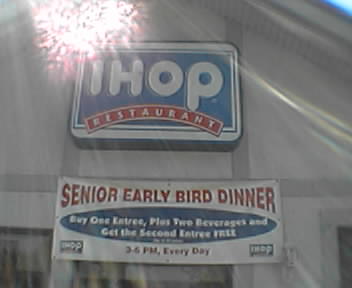 IHOP
RESTAURANT
SENIOR EARLY BIRD DINNER
Buy One Entree, Plus Two Beverages and
Get the Second Entree FREE
IHOP
3-6 PM, Every Day
IHOP